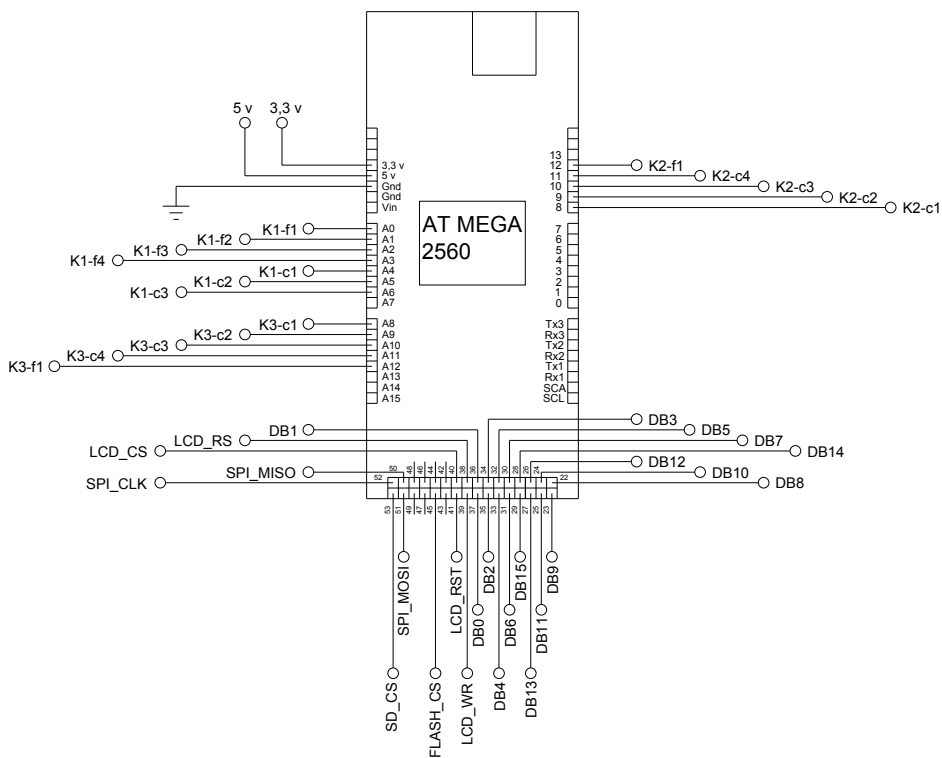 5 v 3,3 v
13
3,3 v 12 K2-f1
5 v 11 K2-c4
Gnd 10 K2-c3
Gnd 9 K2-c2
Vin 8 K2-c1
AT MEGA
2560
K1-f1 A0 7
K1-f2 A1 6
K1-f3 A2 5
K1-f4 A3 4
K1-c1 A4 3
K1-c2 A5 2
K1-c3 A6 1
A7 0
K3-c1 A8 Tx3
K3-c2 A9 Rx3
K3-c3 A10 Tx2
K3-c4 A11 Rx2
K3-f1 A12 Tx1
A13 Rx1
A14 SCA
A15 SCL
DB3
DB1 DB5
LCD_RS DB7
LCD_CS DB14
DB12
SPI_MISO DB10
SPI_CLK DB8
52 50 48 46 44 42 40 38 36 34 32 30 28 26 24 22
53 51 49 47 45 43 41 39 37 35 33 31 29 27 25 23
SPI_MOSI LCD_RST DB2 DB15 DB9
DB0 DB6 DB11
SD_CS FLASH_CS LCD_WR DB4 DB13